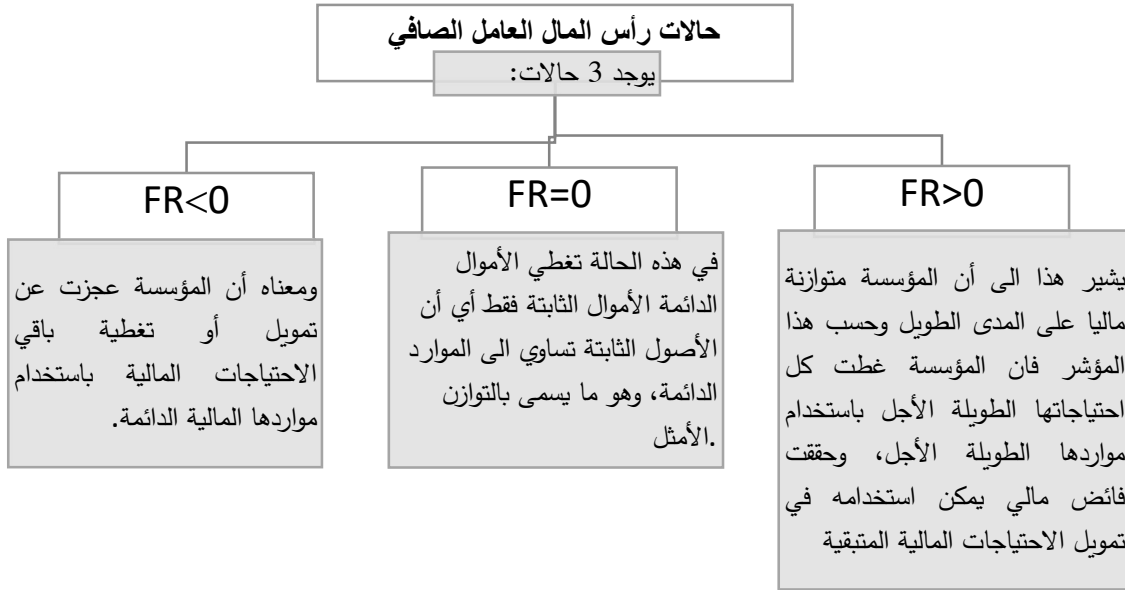 حالات رأس المال العامل الصافي
يوجد 3 حالات:
FR>0
يشير هذا الى أن المؤسسة متوازنة
ماليا على المدى الطويل وحسب هذا
المؤشر فان المؤسسة غطت كل
احتياجاتها الطويلة الأجل باستخدام
مواردها الطويلة الأجل، وحققت
فائض مالي يمكن استخدامه في
تمويل الاحتياجات المالية المتبقية
FR=0
في هذه الحالة تغطي الأموال
الدائمة الأموال الثابتة فقط أي أن
الأصول الثابتة تساوي الى الموارد
الدائمة، وهو ما يسمى بالتوازن
.الأمثل
FR<0
ومعناه أن المؤسسة عجزت عن
تمويل أو تغطية باقي
الاحتياجات المالية باستخدام
مواردها المالية الدائمة.